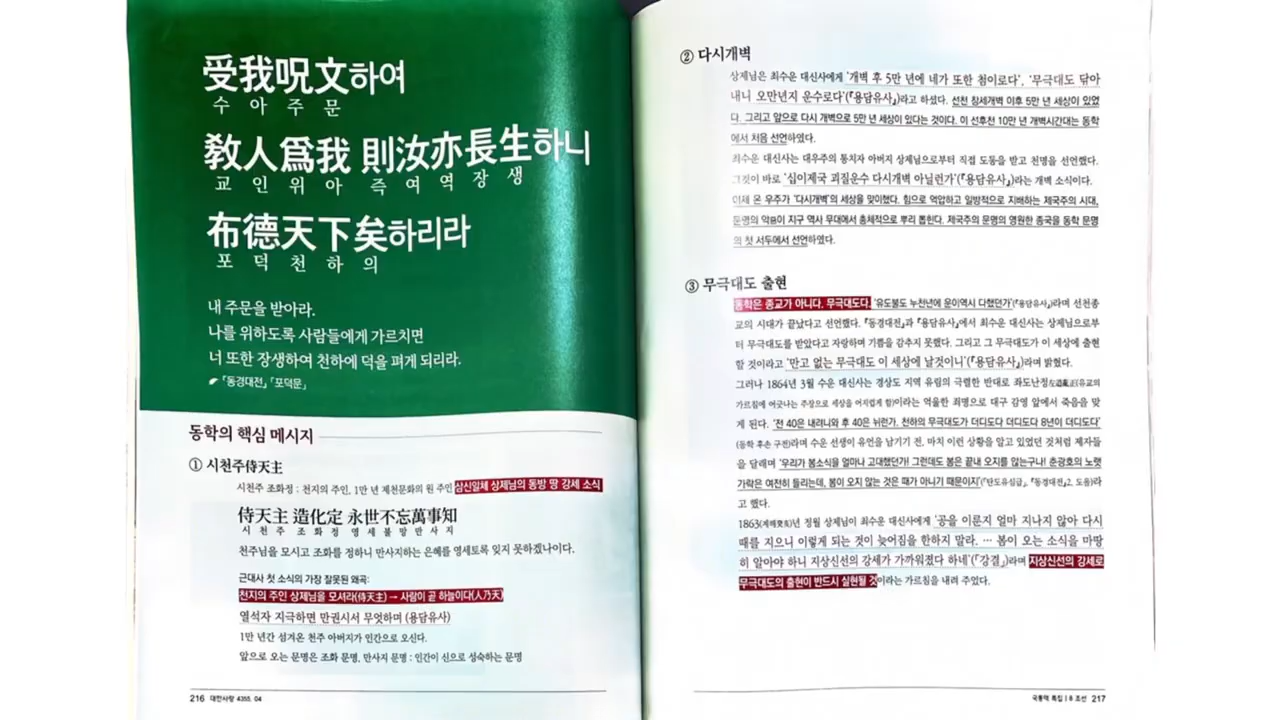 受我呪文하여
수아주문
教人爲我 則汝亦長生하니
교인위아 즉여역장생
布德天下矣하리라
포덕천하의
내 주문을 받아라.
나를 위하도록 사람들에게 가르치면
너 또한 장생하여 천하에 덕을 펴게 되리라.
『동경대전』「포덕문」
동학의 핵심 메시지
① 시천주侍天主
시천주 조화정 : 천지의 주인, 1만 년 제천문화의 원 주인 삼신일체 상제님의 동방 땅 강세 소식
侍天主 造化定 永世不忘萬事知
시천주 조화정 영세불망만사지
천주님을 모시고 조화를 정하니 만사지하는 은혜를 영세토록 잊지 못하겠나이다.
근대사 첫 소식의 가장 잘못된 왜곡:
천지의 주인 상제님을 모셔라(侍天主) → 사람이 곧 하늘이다(人乃天)
열석자 지극하면 만권시서 무엇하며 (용담유사)
1만 년간 섬겨온 천주 아버지가 인간으로 오신다.
앞으로 오는 문명은 조화 문명, 만사지 문명 : 인간이 신으로 성숙하는 문명
216 대전사랑 4355. 04
② 다시개벽
상제님은 최수운 대신사에게 '개벽 후 5만 년에 네가 또한 첨이로다', '무극대도 닦아
내니 오만년지 운수로다'(『용담유사』)라고 하셨다. 선천 창세개벽 이후 5만 년 세상이 있었
다. 그리고 앞으로 다시 개벽으로 5만 년 세상이 있다는 것이다. 이 선후천 10만 년 개벽시간대는 동학
에서 처음 선언하였다.
최수운 대신사는 대우주의 통치자 아버지 상제님으로부터 직접 도통을 받고 천명을 선언했다.
그것이 바로 '십이제국 괴질운수 다시개벽 아닐런가'(『용담유사』)라는 개벽 소식이다.
이제 온 우주가 '다시개벽'의 세상을 맞이했다. 힘으로 억압하고 일방적으로 지배하는 제국주의 시대,
문명의 악惡이 지구 역사 무대에서 총체적으로 뿌리 뽑힌다. 제국주의 문명의 영원한 종국을 동학 문명
의 첫 서두에서 선언하였다.
③ 무극대도 출현
동학은 종교가 아니다. 무극대도다. '유도불도 누천년에 운이역시 다했던가'(『용담유사』)라며 선천종
교의 시대가 끝났다고 선언했다. 『동경대전』과 『용담유사』에서 최수운 대신사는 상제님으로부
터 무극대도를 받았다고 자랑하며 기쁨을 감추지 못했다. 그리고 그 무극대도가 이 세상에 출현
할 것이라고 '만고 없는 무극대도 이 세상에 날것이니'(『용담유사』)라며 밝혔다.
그러나 1864년 3월 수운 대신사는 경상도 지역 유림의 극렬한 반대로 좌도난정左道亂正(유교의
가르침에 어긋나는 주장으로 세상을 어지럽게 함)이라는 억울한 죄명으로 대구 감영 앞에서 죽음을 맞
게 된다. '전 40은 내려니와 후 40은 뉘런가. 천하의 무극대도가 더디도다 더디도다 8년이 더디도다'
(동학 후손 구전)라며 수운 선생이 유언을 남기기 전, 마치 이런 상황을 알고 있었던 것처럼 제자들
을 달래며 '우리가 봄소식을 얼마나 고대했던가! 그런데도 봄은 끝내 오지를 않는구나! 춘광호의 노랫
가락은 여전히 들리는데, 봄이 오지 않는 것은 때가 아니기 때문이지'(「탄도유심급」, 『동경대전』2, 도올)라
고 했다.
1863(계해癸亥)년 정월 상제님이 최수운 대신사에게 '공을 이룬지 얼마 지나지 않아 다시
때를 지으니 이렇게 되는 것이 늦어짐을 한하지 말라. … 봄이 오는 소식을 마땅
히 알아야 하니 지상신선의 강세가 가까워졌다 하네'(「강결」)라며 지상신선의 강세로
무극대도의 출현이 반드시 실현될 것이라는 가르침을 내려 주었다.
국통맥 특집 | 8 조선 217